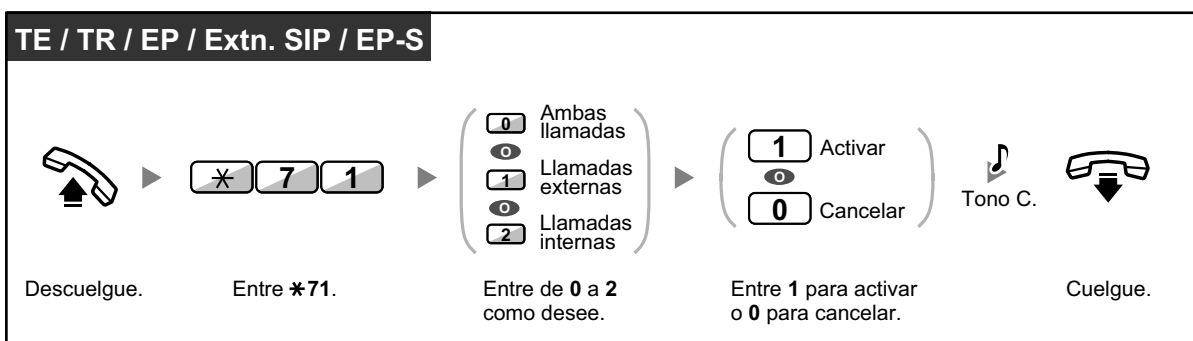 TE / TR / EP / Extn. SIP / EP-S
0 Ambas
llamadas
O
1 Llamadas
externas
O
2 Llamadas
internas
* 7 1
1 Activar
O
0 Cancelar
Tono C.
Descuelgue.
Entre *71.
Entre de 0 a 2
como desee.
Entre 1 para activar
o 0 para cancelar.
Cuelgue.